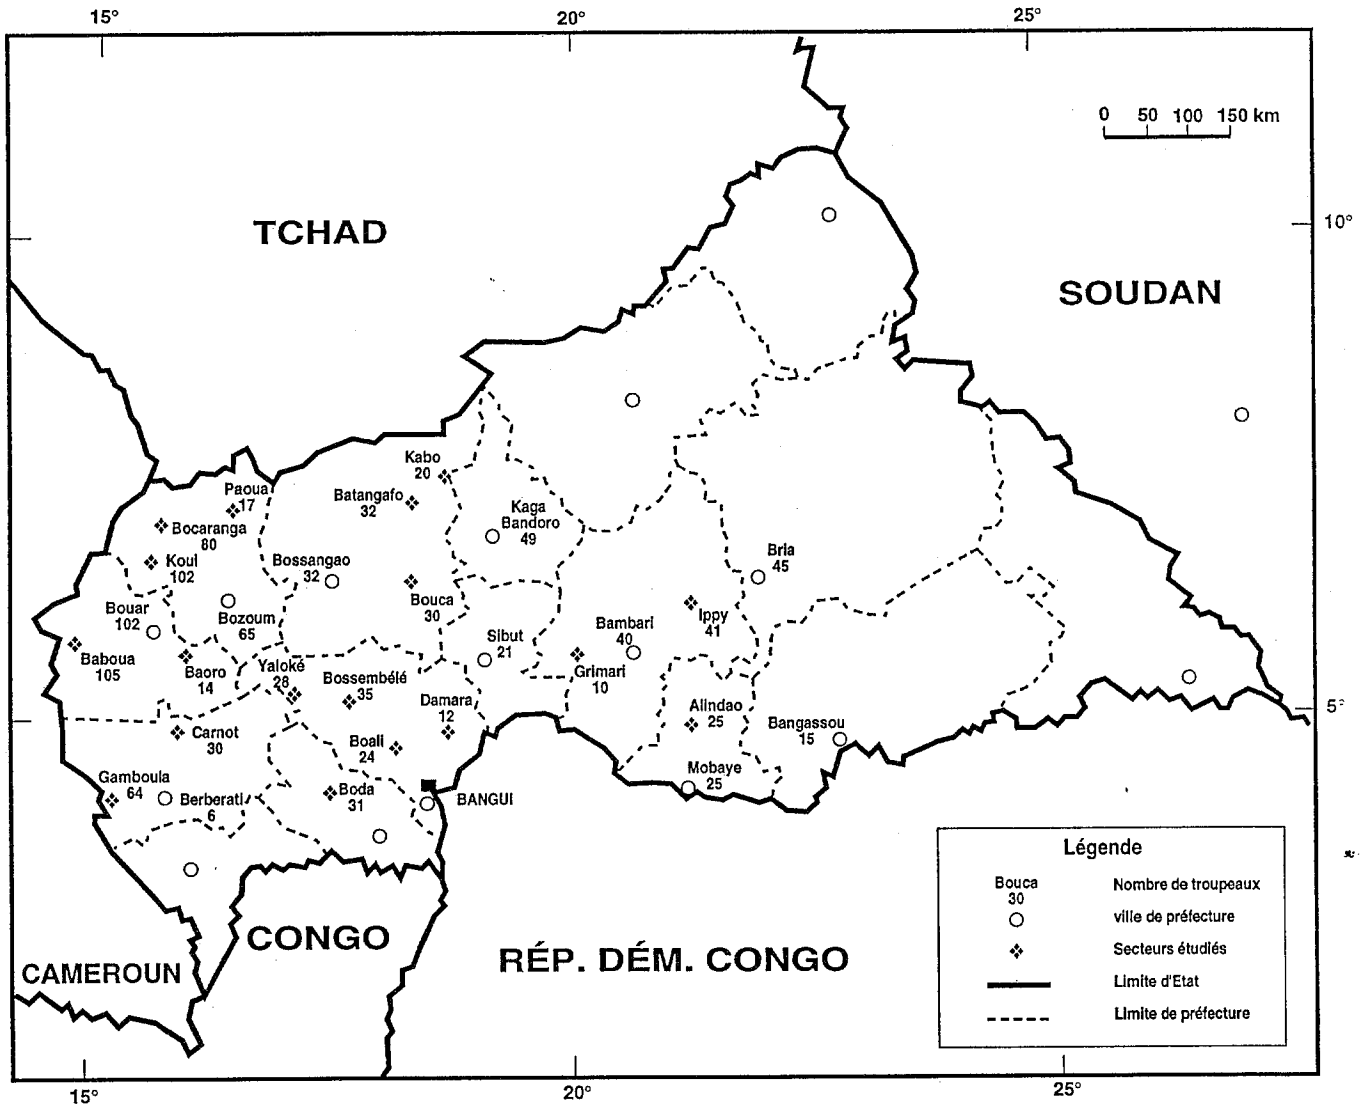 15°
20°
25°
0 50 100 150 km
TCHAD
10°
SOUDAN
Kabo
20
Paoua
17
Batangafo
32
Kaga
Bandoro
49
Bocaranga
80
Koui
102
Bossangao
32
Bria
45
Bouar
102
Bozoum
65
Bouca
30
Ippy
41
Bambari
40
Sibut
21
Baboua
105
Baoro
14
Yaloké
28
Bossembélé
35
Grimari
10
Damara
12
Alindao
25
5°
Carnot
30
Boali
24
Bangassou
15
Gamboula
64
Berberati
6
Boda
31
BANGUI
Mobaye
25
Légende
Bouca
30
Nombre de troupeaux
ville de préfecture
Secteurs étudiés
Limite d'Etat
Limite de préfecture
CONGO
RÉP. DÉM. CONGO
CAMEROUN
15°
20°
25°